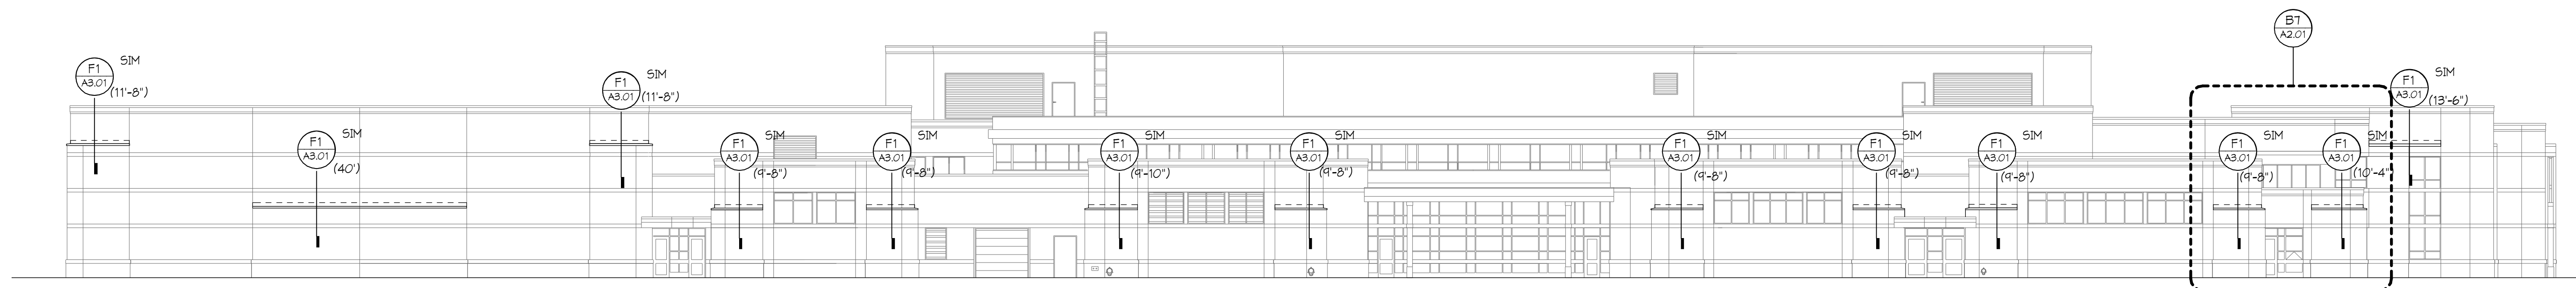 F1
A3.01
SIM
(11'-8")
F1
A3.01
SIM
(40')
F1
A3.01
SIM
(11'-8")
F1
A3.01
SIM
(9'-8")
F1
A3.01
SIM
(9'-8")
F1
A3.01
SIM
(9'-10")
F1
A3.01
SIM
(9'-8")
F1
A3.01
SIM
(9'-8")
F1
A3.01
SIM
(9'-8")
F1
A3.01
SIM
(9'-8")
F1
A3.01
SIM
(9'-8")
B7
A2.01
F1
A3.01
SIM
(10'-4"
F1
A3.01
SIM
(13'-6")